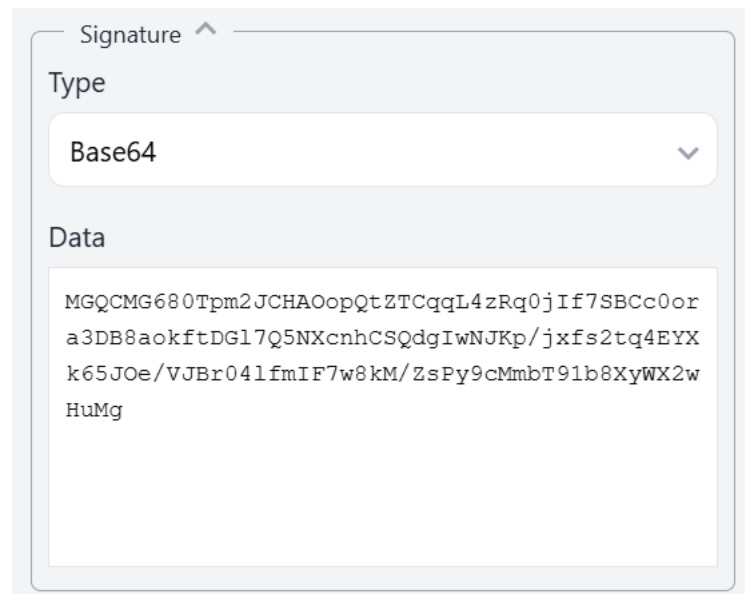 Signature
Type
Base64
Data
MGQCMG680Tpm2JCHAOopQtZTCqqL4zRq0jIf7SBCc0or
a3DB8aokftDGl7Q5NXcnhCSQdgIwNJKp/jxfs2tq4EYX
k65JOe/VJBr04lfmIF7w8kM/ZsPy9cMmbT91b8XyWX2w
HuMg